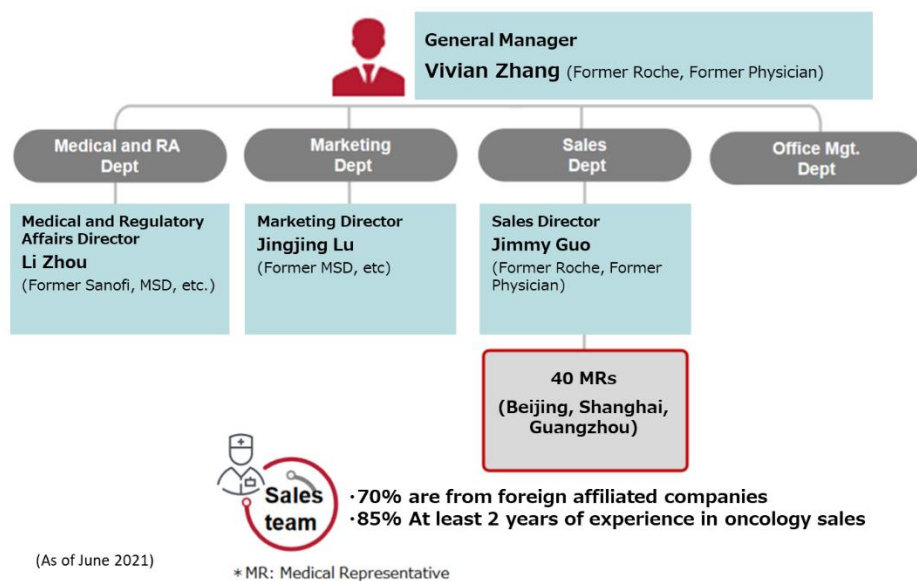 General Manager
Vivian Zhang (Former Roche, Former Physician)
Medical and RA
Dept
Marketing
Dept
Sales
Dept
Office Mgt.
Dept
Medical and Regulatory
Affairs Director
Li Zhou
(Former Sanofi, MSD, etc.)
Marketing Director
Jingjing Lu
(Former MSD, etc)
Sales Director
Jimmy Guo
(Former Roche, Former
Physician)
40 MRs
(Beijing, Shanghai,
Guangzhou)
Sales
team
・70% are from foreign affiliated companies
・85% At least 2 years of experience in oncology sales
(As of June 2021)
＊MR: Medical Representative